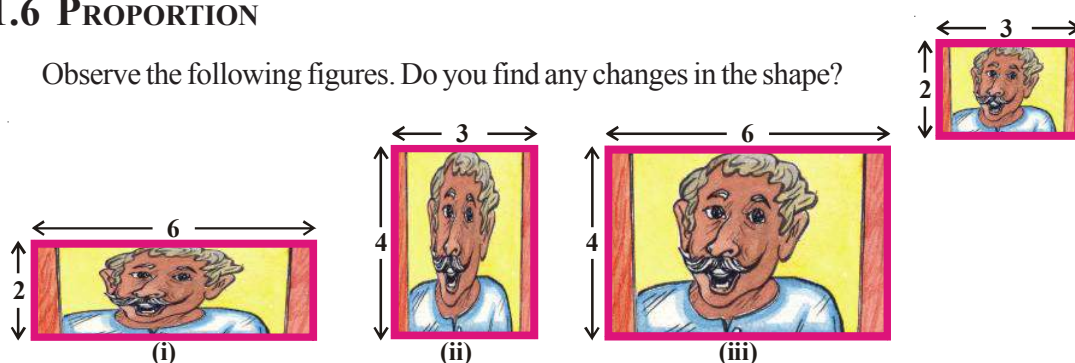 1.6 PROPORTION
3
Observe the following figures. Do you find any changes in the shape?
2
3
6
4
4
6
2
(i)
(ii)
(iii)